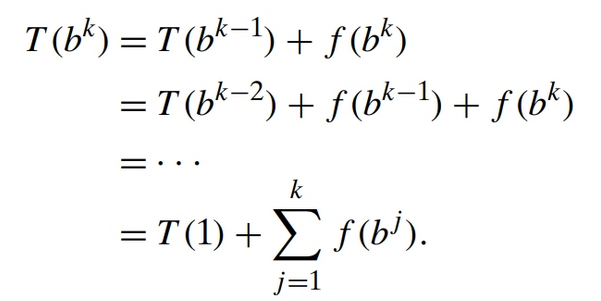 T(b^k) = T(b^{k−1}) + f(b^k)
= T(b^{k−2}) + f(b^{k−1}) + f(b^k)
= · · ·
= T(1) + \sum_{j=1}^{k} f(b^j).